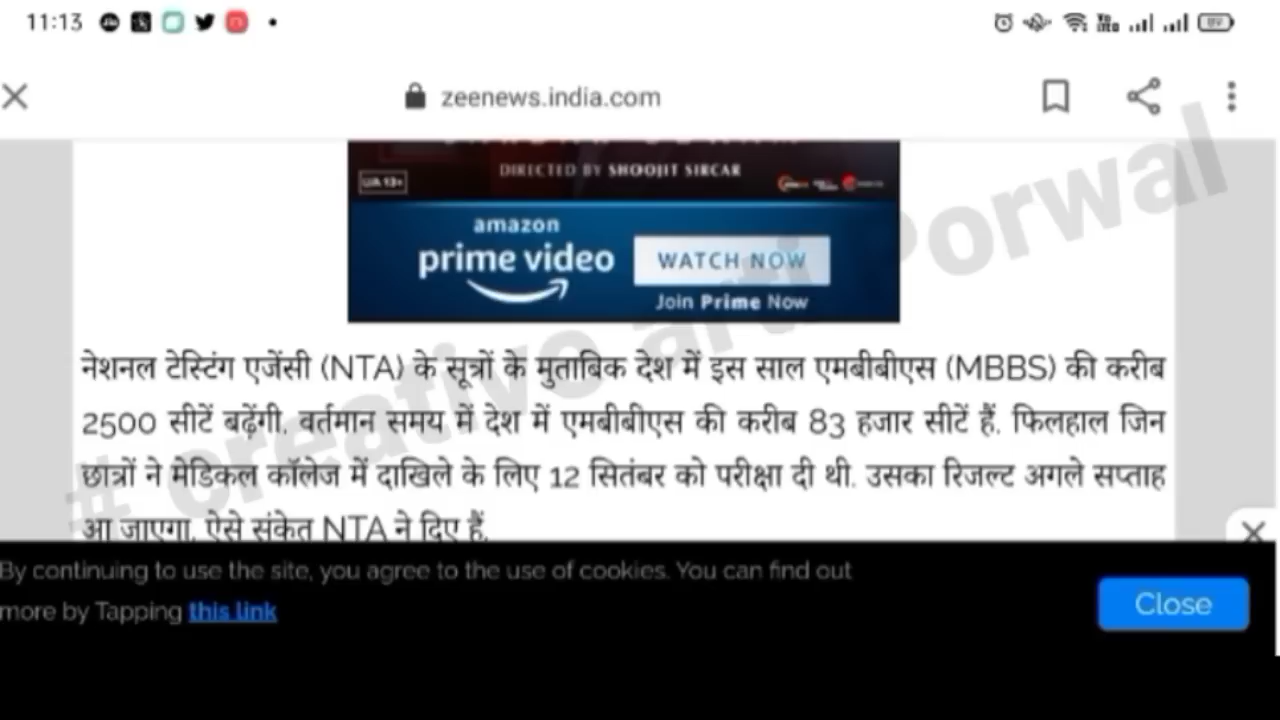 11:13
zeenews.india.com
DIRECTED BY SHOOJIT SIRCAR
U/A 13+
amazon
prime video
WATCH NOW
Join Prime Now
नेशनल टेस्टिंग एजेंसी (NTA) के सूत्रों के मुताबिक देश में इस साल एमबीबीएस (MBBS) की करीब
2500 सीटें बढ़ेंगी. वर्तमान समय में देश में एमबीबीएस की करीब 83 हजार सीटें हैं. फिलहाल जिन
छात्रों ने मेडिकल कॉलेज में दाखिले के लिए 12 सितंबर को परीक्षा दी थी. उसका रिजल्ट अगले सप्ताह
आ जाएगा. ऐसे संकेत NTA ने दिए हैं.
# creative arti Porwal
By continuing to use the site, you agree to the use of cookies. You can find out
more by Tapping this link
Close